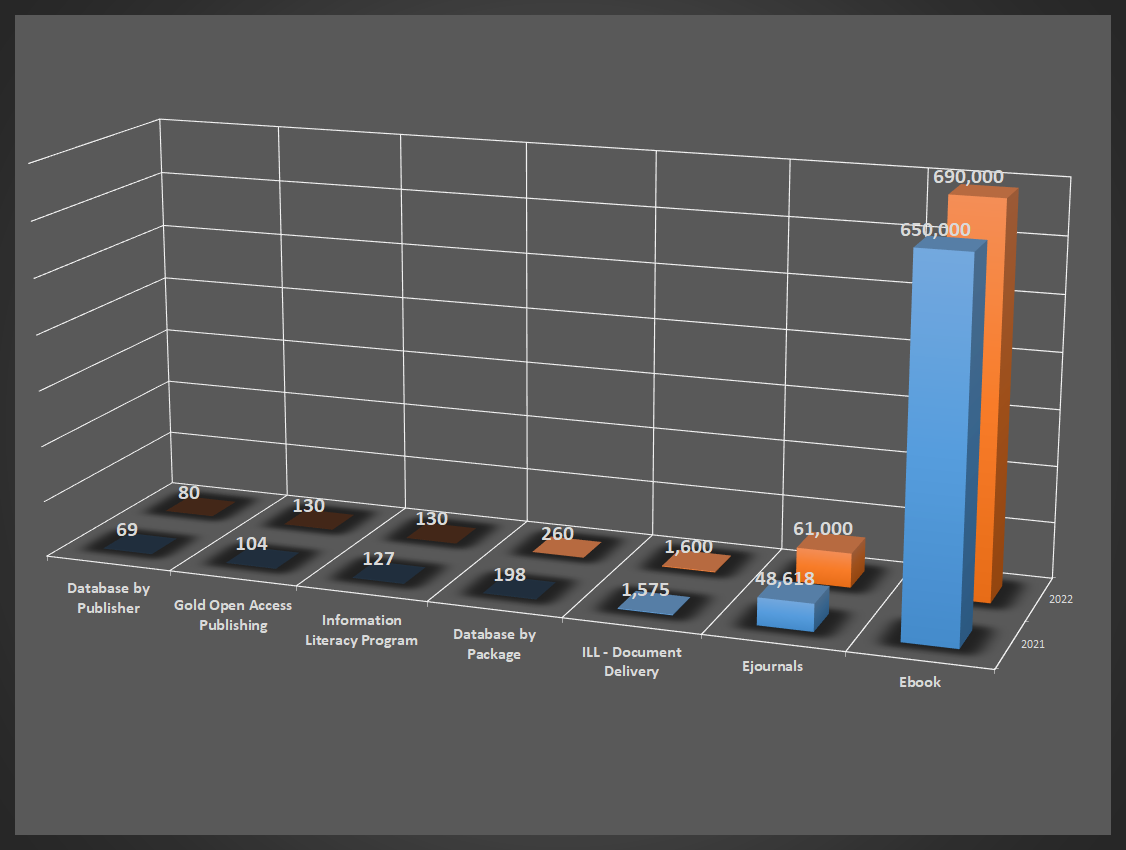 690,000
650,000
80
130
130
260
1,600
61,000
69
104
127
198
1,575
48,618
Database by
Publisher
Gold Open Access
Publishing
Information
Literacy Program
Database by
Package
ILL - Document
Delivery
Ejournals
Ebook
2022
2021